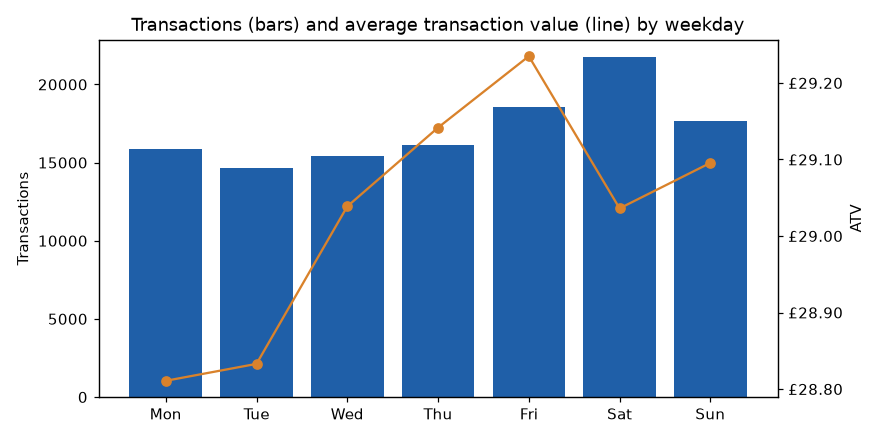 Transactions (bars) and average transaction value (line) by weekday
Transactions
20000
15000
10000
5000
0
£29.20
£29.10
£29.00
£28.90
£28.80
ATV
Mon Tue Wed Thu Fri Sat Sun